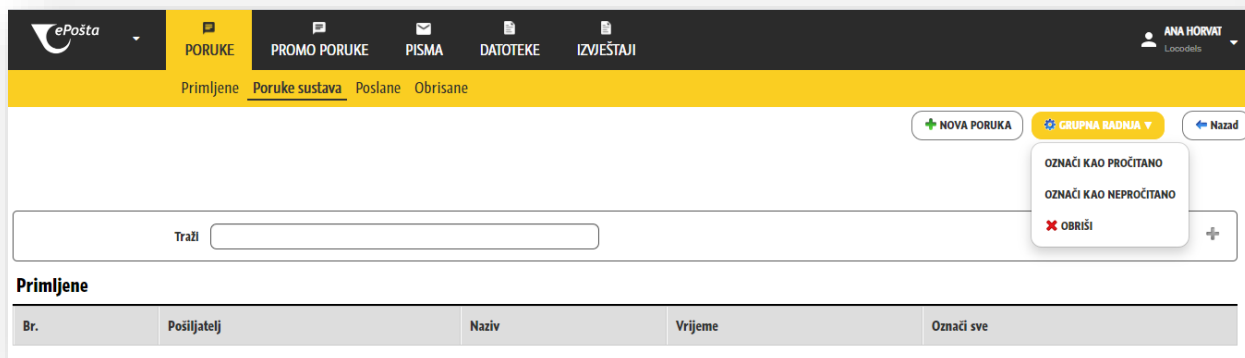 ePošta
PORUKE PROMO PORUKE PISMA DATOTEKE IZVJEŠTAJI
ANA HORVAT
Locodels
Primljene Poruke sustava Poslane Obrisane
NOVA PORUKA GRUPNA RADNJA ▼ Nazad
OZNAČI KAO PROČITANO
OZNAČI KAO NEPROČITANO
OBRIŠI
Traži
Primljene
Br. Pošiljatelj Naziv Vrijeme Označi sve